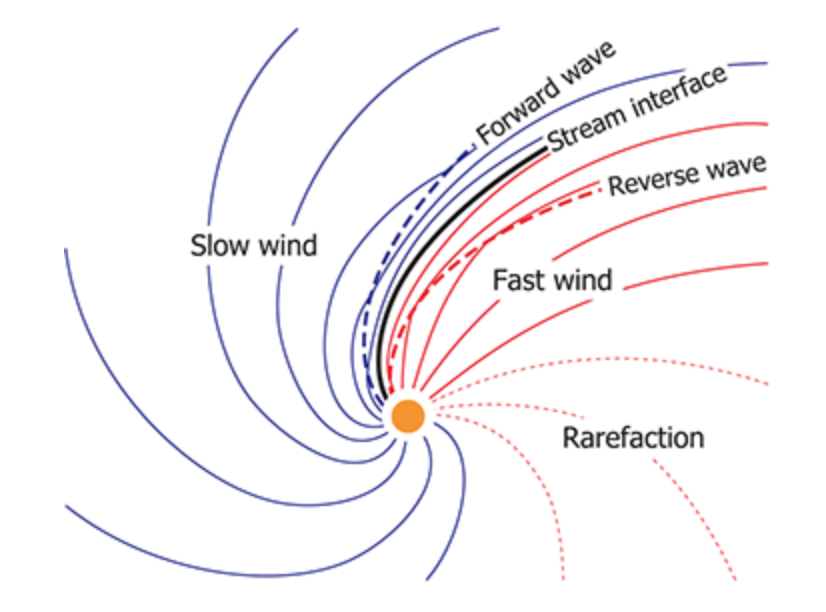 Forward wave
Stream interface
Reverse wave
Slow wind
Fast wind
Rarefaction